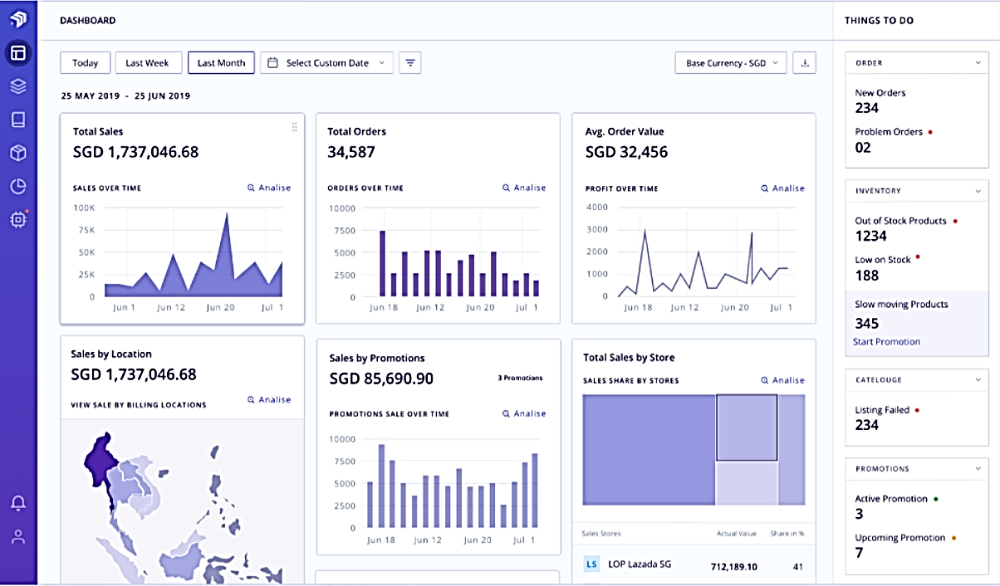 DASHBOARD
THINGS TO DO
Today
Last Week
Last Month
Select Custom Date
Base Currency - SGD
25 MAY 2019 - 25 JUN 2019
Total Sales
SGD 1,737,046.68
SALES OVER TIME
Analise
100K
75K
50K
25K
0
Jun 1 Jun 12 Jun 20 Jul 1
Total Orders
34,587
ORDERS OVER TIME
Analise
10000
7500
5000
2500
0
Jun 18 Jun 12 Jun 20 Jul 1
Avg. Order Value
SGD 32,456
PROFIT OVER TIME
Analise
4000
3000
2000
1000
0
Jun 18 Jun 12 Jun 20 Jul 1
Sales by Location
SGD 1,737,046.68
VIEW SALE BY BILLING LOCATIONS
Analise
Sales by Promotions
SGD 85,690.90
3 Promotions
PROMOTIONS SALE OVER TIME
Analise
10000
7500
5000
2500
0
Jun 18 Jun 12 Jun 20 Jul 1
Total Sales by Store
SALES SHARE BY STORES
Analise
Sales Stores Actual Value Share in %
LS LOP Lazada SG 712,189.10 41
ORDER
New Orders
234
Problem Orders
02
INVENTORY
Out of Stock Products
1234
Low on Stock
188
Slow moving Products
345
Start Promotion
CATELOUGE
Listing Failed
234
PROMOTIONS
Active Promotion
3
Upcoming Promotion
7